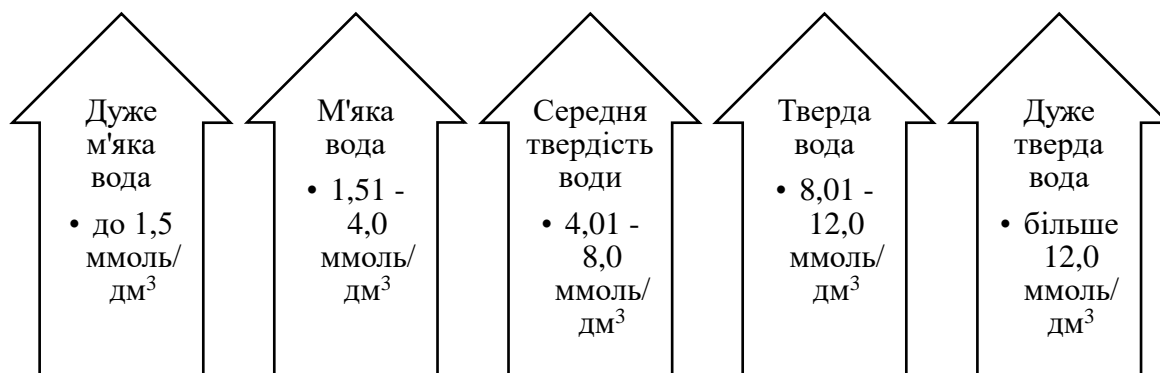 Дуже
м'яка
вода
• до 1,5
ммоль/
дм³
М'яка
вода
• 1,51 -
4,0
ммоль/
дм³
Середня
твердість
води
• 4,01 -
8,0
ммоль/
дм³
Тверда
вода
• 8,01 -
12,0
ммоль/
дм³
Дуже
тверда
вода
• більше
12,0
ммоль/
дм³